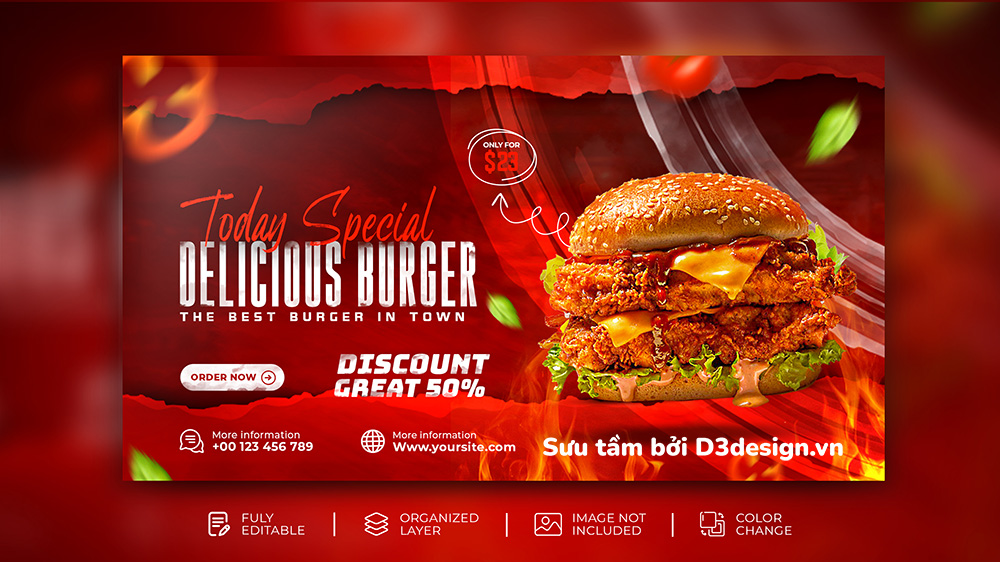 ONLY FOR
$23
Today Special
DELICIOUS BURGER
THE BEST BURGER IN TOWN
DISCOUNT
GREAT 50%
ORDER NOW
More information
+00 123 456 789
More information
Www.yoursite.com
Sưu tầm bởi D3design.vn
FULY
EDITABLE
ORGANIZED
LAYER
IMAGE NOT
INCLUDED
COLOR
CHANGE